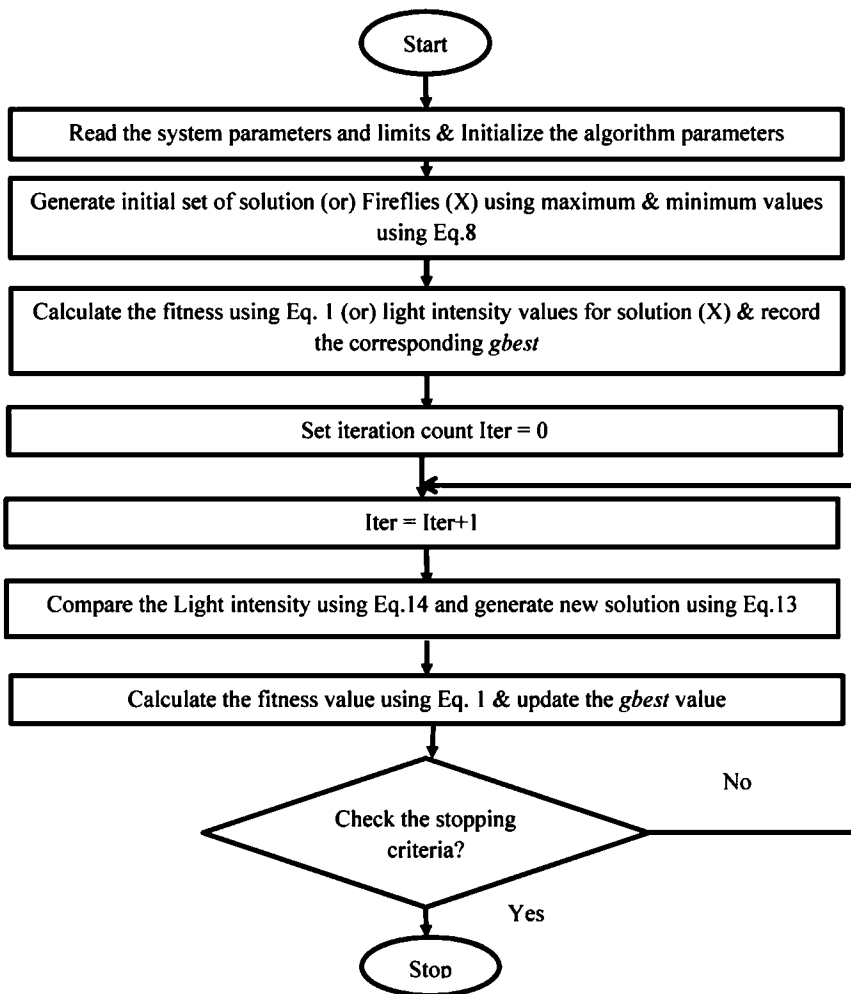 Start
Read the system parameters and limits & Initialize the algorithm parameters
Generate initial set of solution (or) Fireflies (X) using maximum & minimum values
using Eq.8
Calculate the fitness using Eq. 1 (or) light intensity values for solution (X) & record
the corresponding gbest
Set iteration count Iter = 0
Iter = Iter+1
Compare the Light intensity using Eq.14 and generate new solution using Eq.13
Calculate the fitness value using Eq. 1 & update the gbest value
No
Check the stopping
criteria?
Yes
Stop